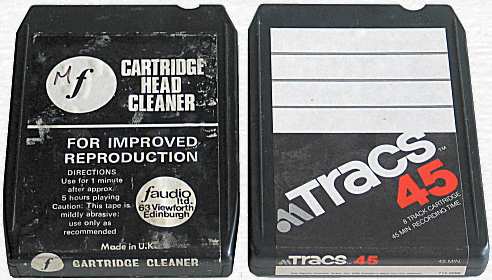 M
f
CARTRIDGE
HEAD
CLEANER
FOR IMPROVED
REPRODUCTION
DIRECTIONS
Use for 1 minute
after approx.
5 hours playing
Caution: This tape is
mildly abrasive:
use only as
recommended
faudio
ltd.
63 Viewforth
Edinburgh
Made in U.K.
f CARTRIDGE HEAD CLEANER
Tracs™
45
8 TRACK CARTRIDGE
45 MIN. RECORDING TIME
Tracs 45
45 MIN.